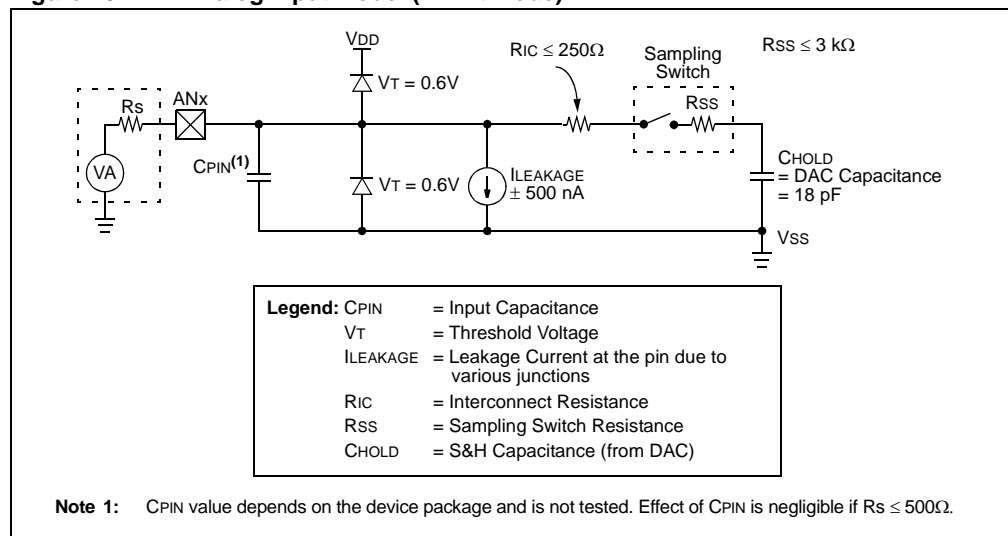 VDD
RIC ≤ 250Ω
Sampling
Switch
RSS ≤ 3 kΩ
VT = 0.6V
Rs
ANx
RSS
VA
CPIN(1)
VT = 0.6V
ILEAKAGE
± 500 nA
CHOLD
= DAC Capacitance
= 18 pF
VSS
Legend: CPIN = Input Capacitance
VT = Threshold Voltage
ILEAKAGE = Leakage Current at the pin due to
various junctions
RIC = Interconnect Resistance
RSS = Sampling Switch Resistance
CHOLD = S&H Capacitance (from DAC)
Note 1: CPIN value depends on the device package and is not tested. Effect of CPIN is negligible if Rs ≤ 500Ω.